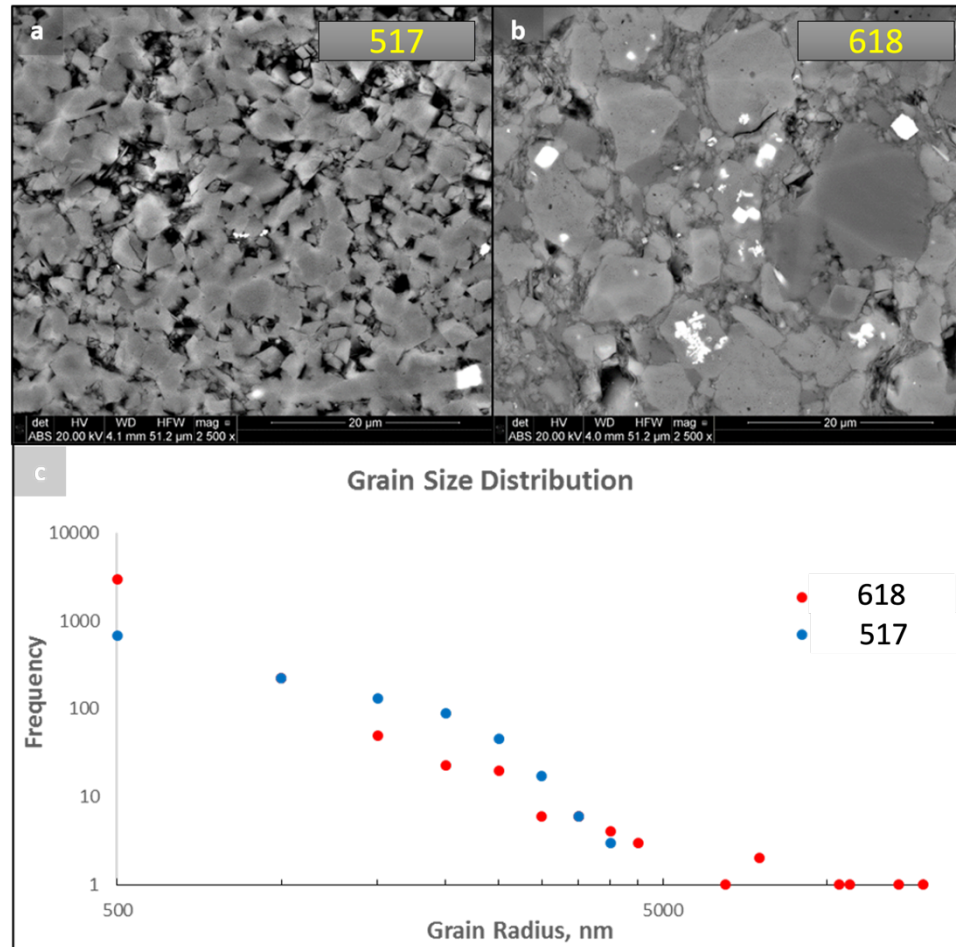 a
517
b
618
det HV WD HFW mag ≡ 20 µm
ABS 20.00 kV 4.1 mm 51.2 µm 2 500 x
det HV WD HFW mag ≡ 20 µm
ABS 20.00 kV 4.0 mm 51.2 µm 2 500 x
c
Grain Size Distribution
10000
1000
100
10
1
Frequency
618
517
500
5000
Grain Radius, nm